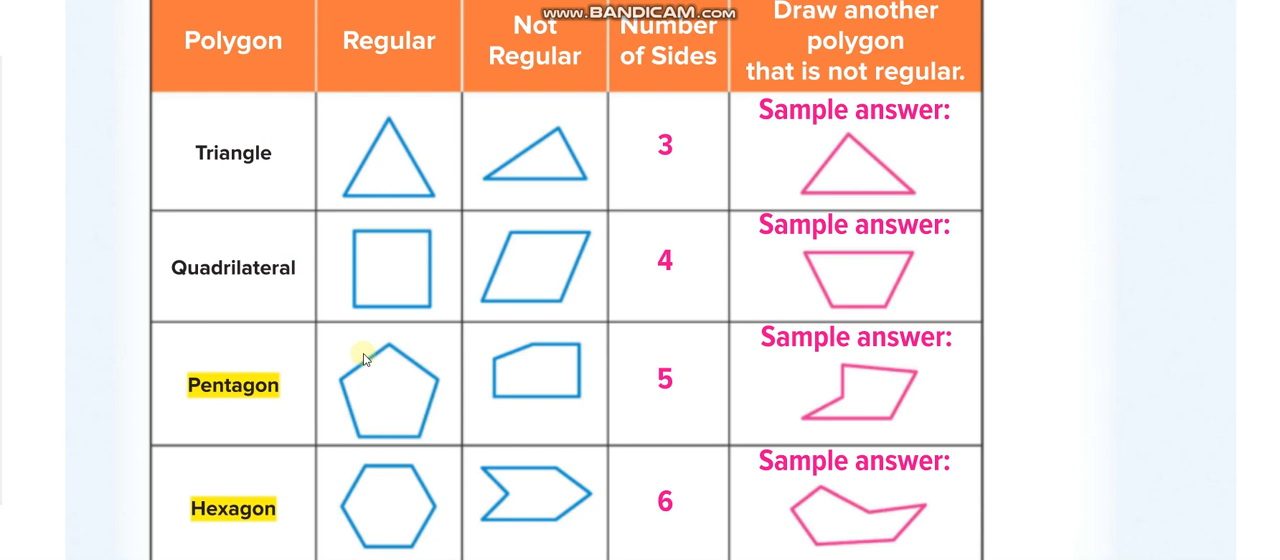 www.BANDICAM.com
Polygon
Regular
Not
Regular
Number
of Sides
Draw another
polygon
that is not regular.
Triangle
3
Sample answer:
Quadrilateral
4
Sample answer:
Pentagon
5
Sample answer:
Hexagon
6
Sample answer: